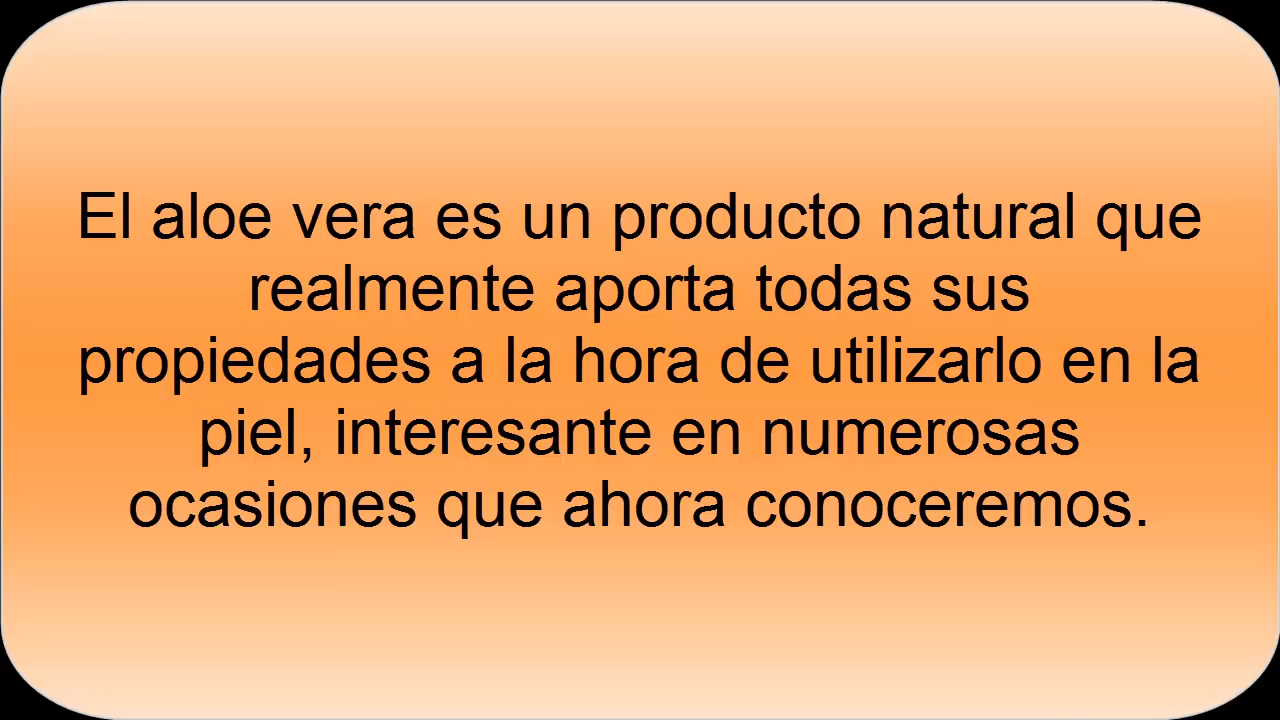 El aloe vera es un producto natural que
realmente aporta todas sus
propiedades a la hora de utilizarlo en la
piel, interesante en numerosas
ocasiones que ahora conoceremos.